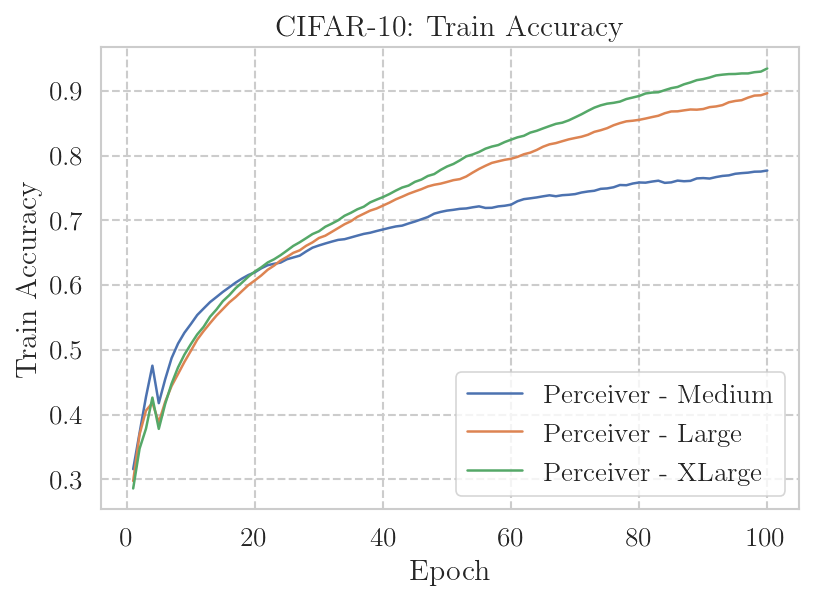 CIFAR-10: Train Accuracy
Train Accuracy
0.9
0.8
0.7
0.6
0.5
0.4
0.3
Perceiver - Medium
Perceiver - Large
Perceiver - XLarge
0 20 40 60 80 100
Epoch